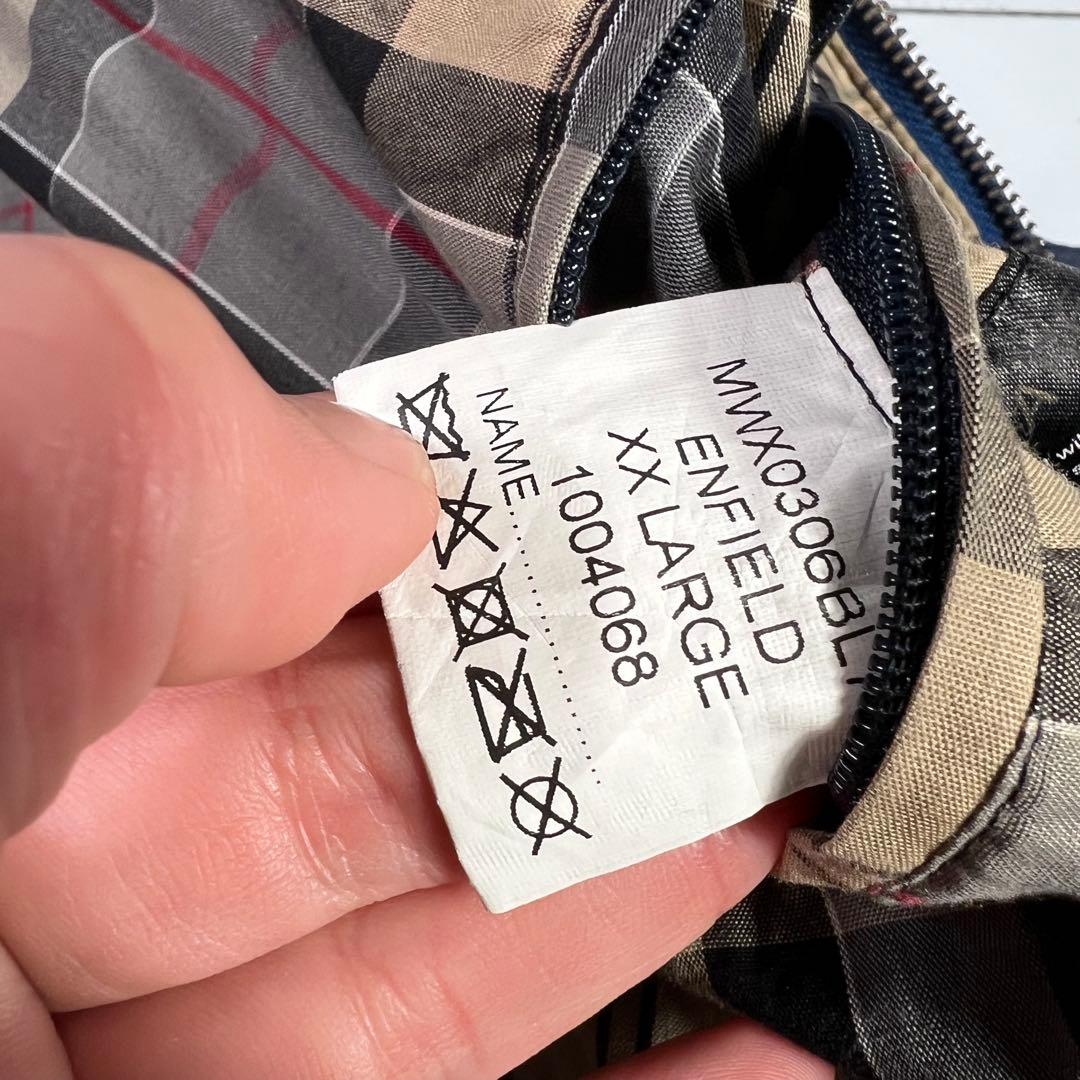 MWX0306BL
ENFIELD
XX LARGE
1004068
NAME..............................